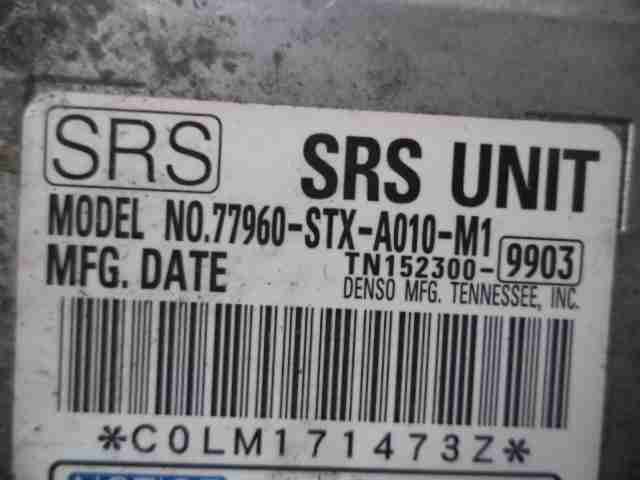 SRS SRS UNIT
MODEL NO.77960-STX-A010-M1
MFG. DATE TN152300-9903
DENSO MFG. TENNESSEE, INC.
*C0LM171473Z*